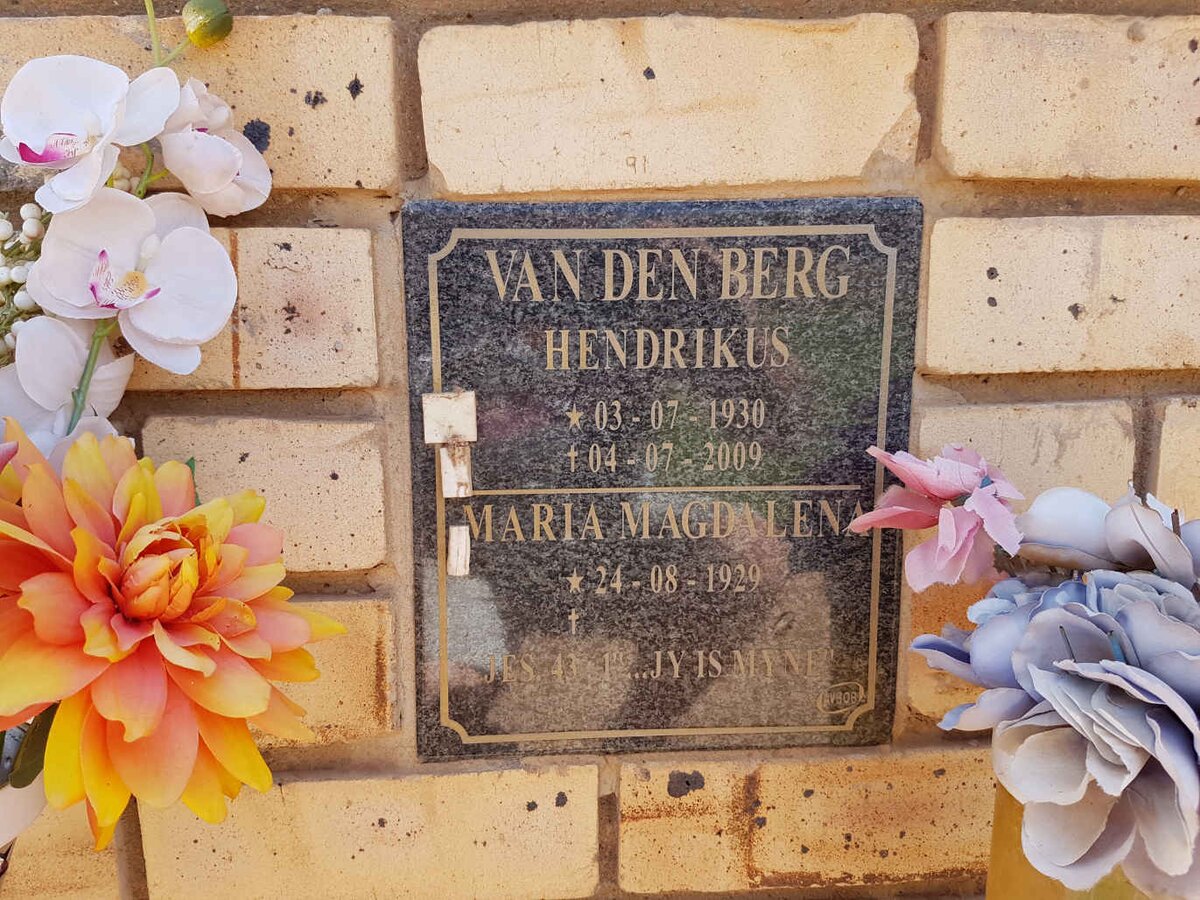 VAN DEN BERG
HENDRIKUS
★ 03 - 07 - 1930
† 04 - 07 - 2009
MARIA MAGDALENA
★ 24 - 08 - 1929
†
JES. 43 : 1 "...JY IS MYNE"